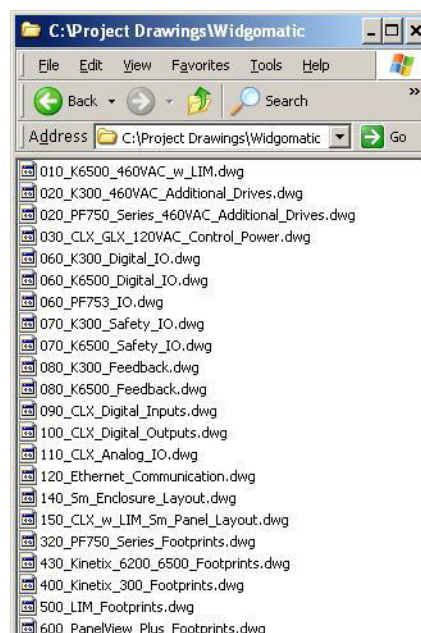 C:\Project Drawings\Widgomatic
File Edit View Favorites Tools Help
Back Search »
Address C:\Project Drawings\Widgomatic Go
010_K6500_460VAC_w_LIM.dwg
020_K300_460VAC_Additional_Drives.dwg
020_PF750_Series_460VAC_Additional_Drives.dwg
030_CLX_GLX_120VAC_Control_Power.dwg
060_K300_Digital_IO.dwg
060_K6500_Digital_IO.dwg
060_PF753_IO.dwg
070_K300_Safety_IO.dwg
070_K6500_Safety_IO.dwg
080_K300_Feedback.dwg
080_K6500_Feedback.dwg
090_CLX_Digital_Inputs.dwg
100_CLX_Digital_Outputs.dwg
110_CLX_Analog_IO.dwg
120_Ethernet_Communication.dwg
140_Sm_Enclosure_Layout.dwg
150_CLX_w_LIM_Sm_Panel_Layout.dwg
320_PF750_Series_Footprints.dwg
430_Kinetix_6200_6500_Footprints.dwg
400_Kinetix_300_Footprints.dwg
500_LIM_Footprints.dwg
600_PanelView_Plus_Footprints.dwg